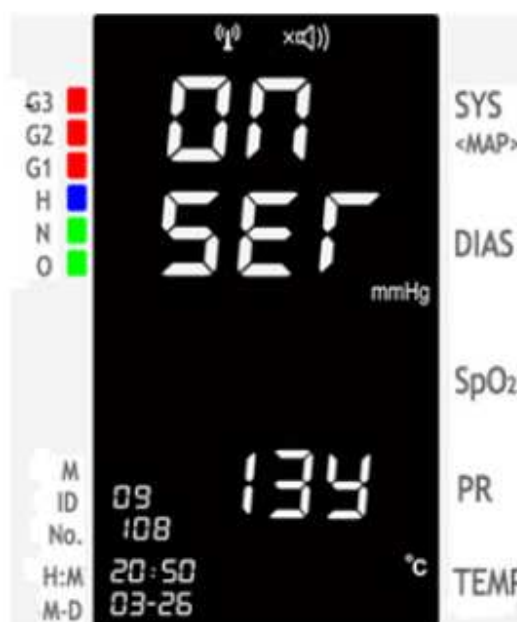 G3
G2
G1
H
N
O
ON
SET
mmHg
SYS
<MAP>
DIAS
SpO₂
134
PR
M
ID 09
No. 108
H:M 20:50
M-D 03-26
°C
TEMP